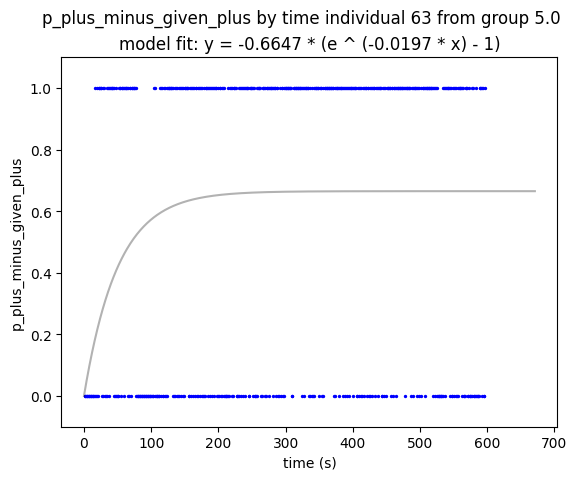 p_plus_minus_given_plus by time individual 63 from group 5.0
model fit: y = -0.6647 * (e ^ (-0.0197 * x) - 1)
1.0
0.8
0.6
0.4
0.2
0.0
p_plus_minus_given_plus
0 100 200 300 400 500 600 700
time (s)